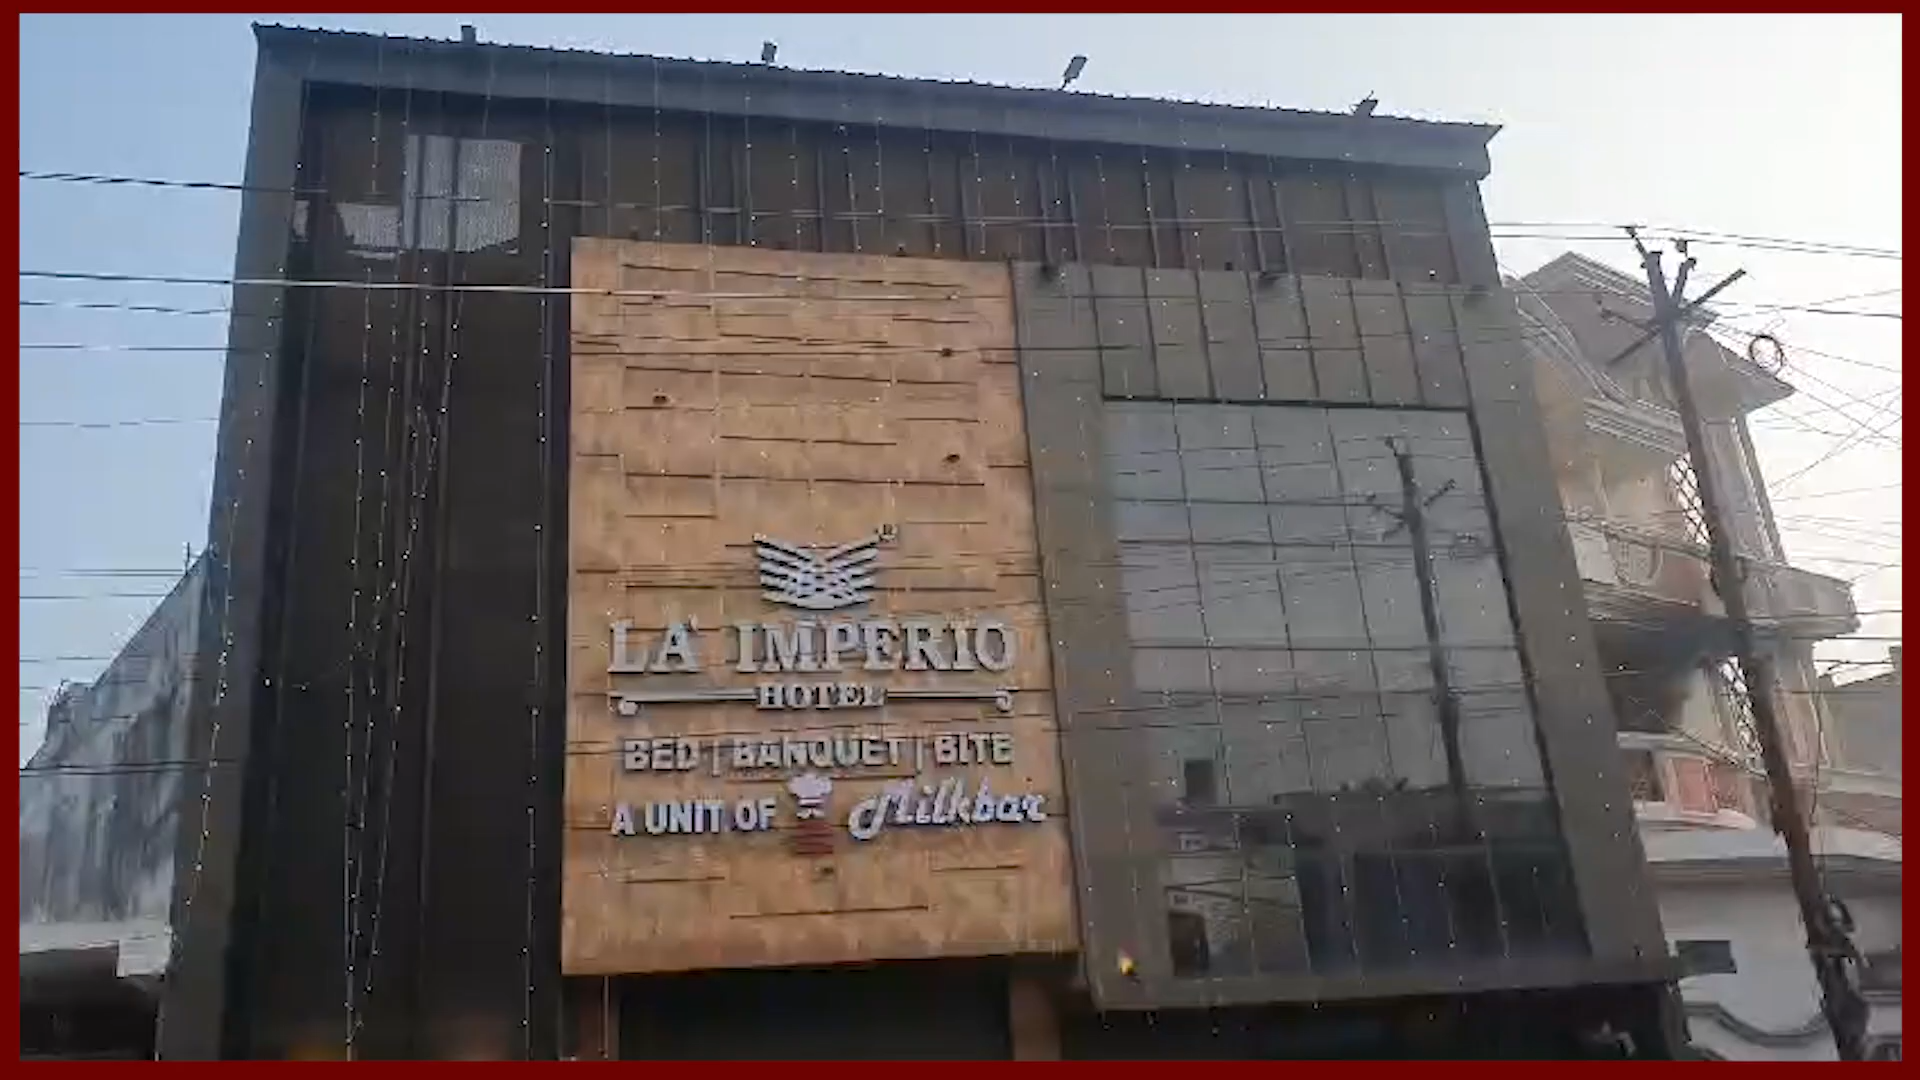 LA IMPERIO
HOTEL
BED | BANQUET | BITE
A UNIT OF Milkbar